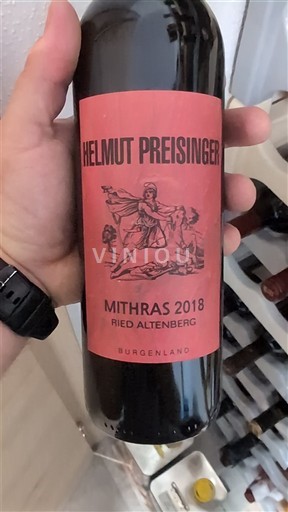 HELMUT PREISINGER
VINIOU
MITHRAS 2018
RIED ALTENBERG
BURGENLAND